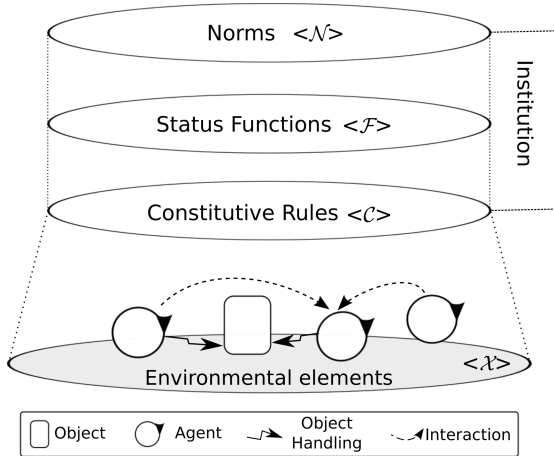 Norms <𝒩>
Status Functions <ℱ>
Constitutive Rules <𝒞>
Institution
<𝒳>
Environmental elements
Object
Agent
Object
Handling
Interaction